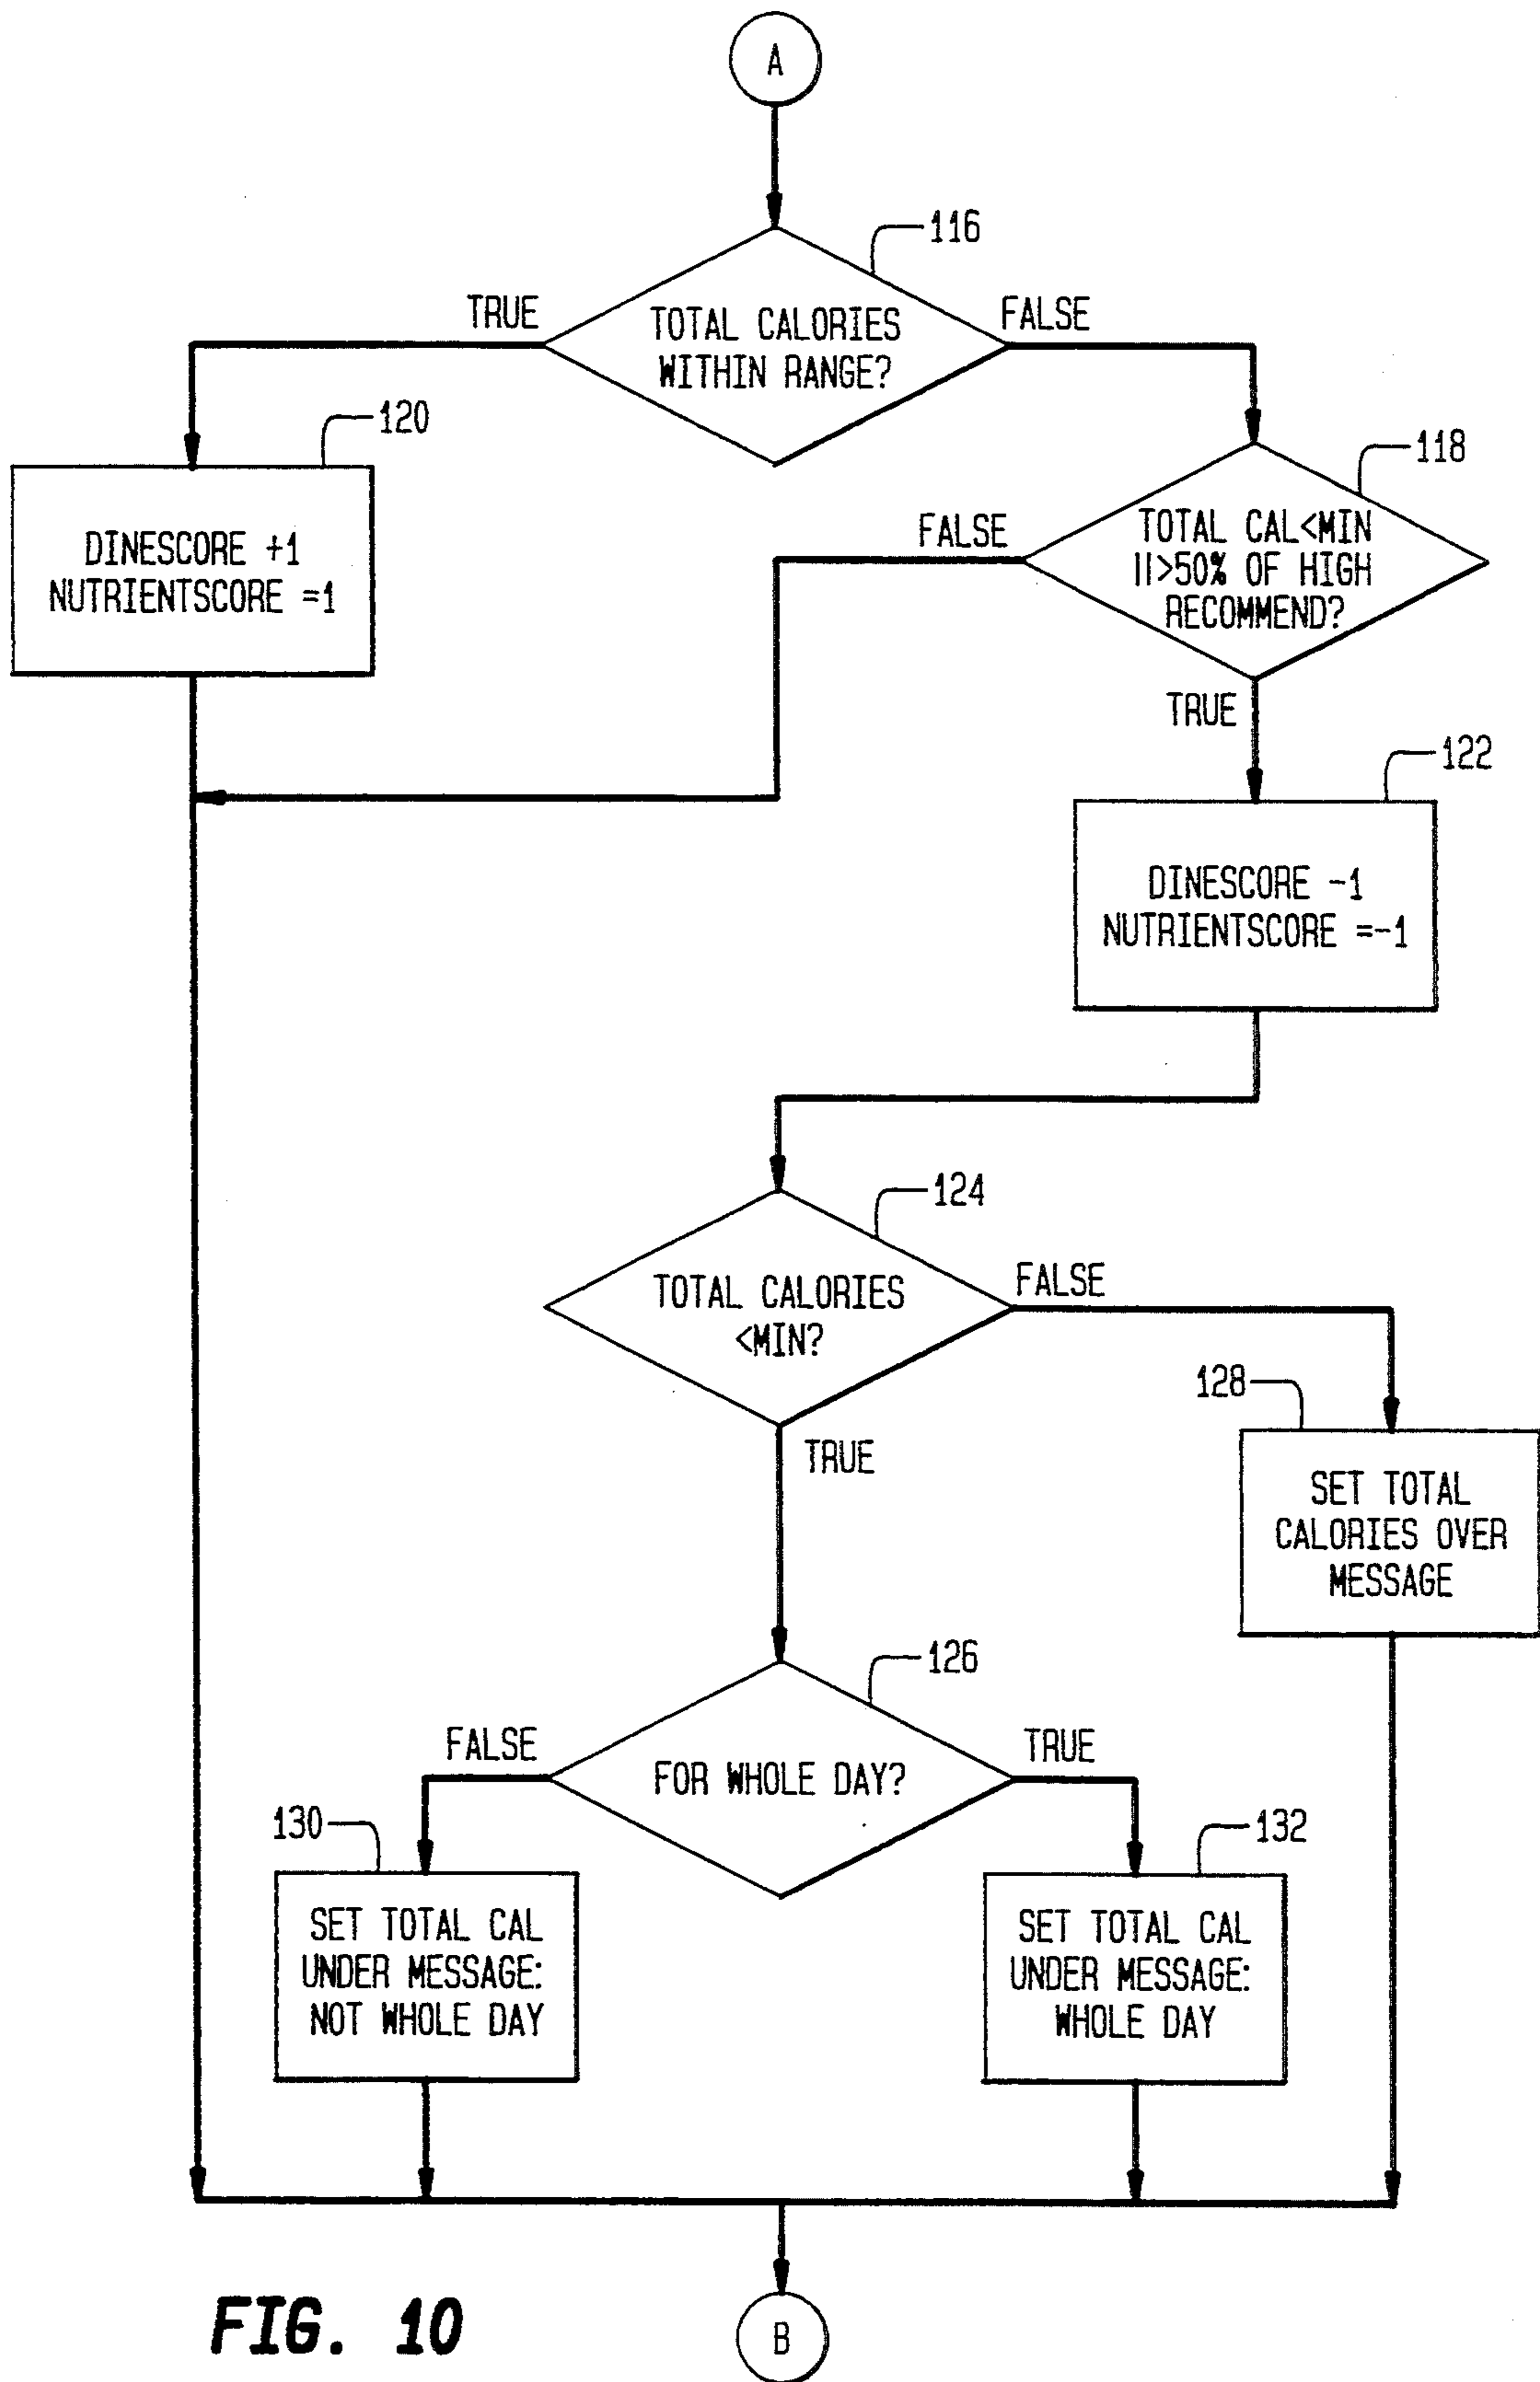 A
116
TRUE
TOTAL CALORIES
WITHIN RANGE?
FALSE
120
DINESCORE +1
NUTRIENTSCORE =1
118
FALSE
TOTAL CAL<MIN
||>50% OF HIGH
RECOMMEND?
TRUE
122
DINESCORE -1
NUTRIENTSCORE =-1
124
TOTAL CALORIES
<MIN?
FALSE
TRUE
128
SET TOTAL
CALORIES OVER
MESSAGE
126
FALSE
FOR WHOLE DAY?
TRUE
130
SET TOTAL CAL
UNDER MESSAGE:
NOT WHOLE DAY
132
SET TOTAL CAL
UNDER MESSAGE:
WHOLE DAY
FIG. 10
B